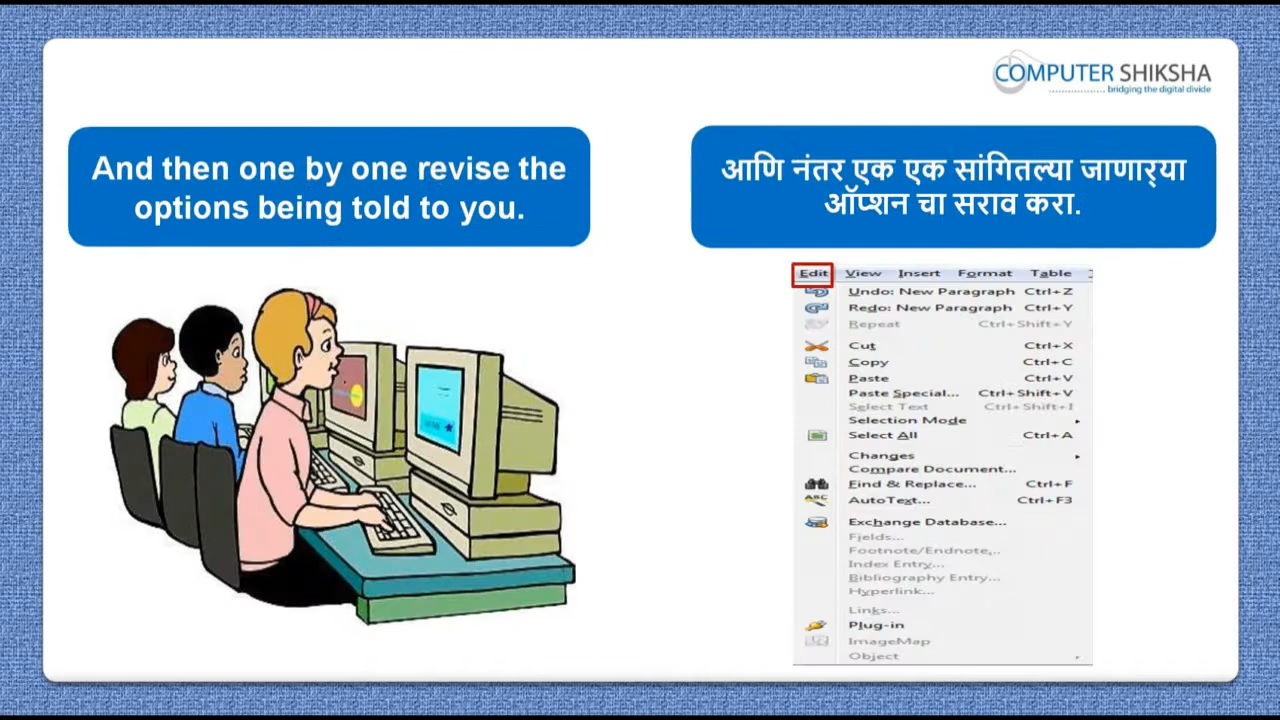 COMPUTER SHIKSHA
bridging the digital divide
And then one by one revise the
options being told to you.
आणि नंतर एक एक सांगितल्या जाणाऱ्या
ऑप्शन चा सराव करा.
Edit View Insert Format Table
Undo: New Paragraph Ctrl+Z
Redo: New Paragraph Ctrl+Y
Repeat Ctrl+Shift+Y
Cut Ctrl+X
Copy Ctrl+C
Paste Ctrl+V
Paste Special... Ctrl+Shift+V
Select Text Ctrl+Shift+I
Selection Mode
Select All Ctrl+A
Changes
Compare Document...
Find & Replace... Ctrl+F
ABC AutoText... Ctrl+F3
Exchange Database...
Fields...
Footnote/Endnote...
Index Entry...
Bibliography Entry...
Hyperlink...
Links...
Plug-in
ImageMap
Object